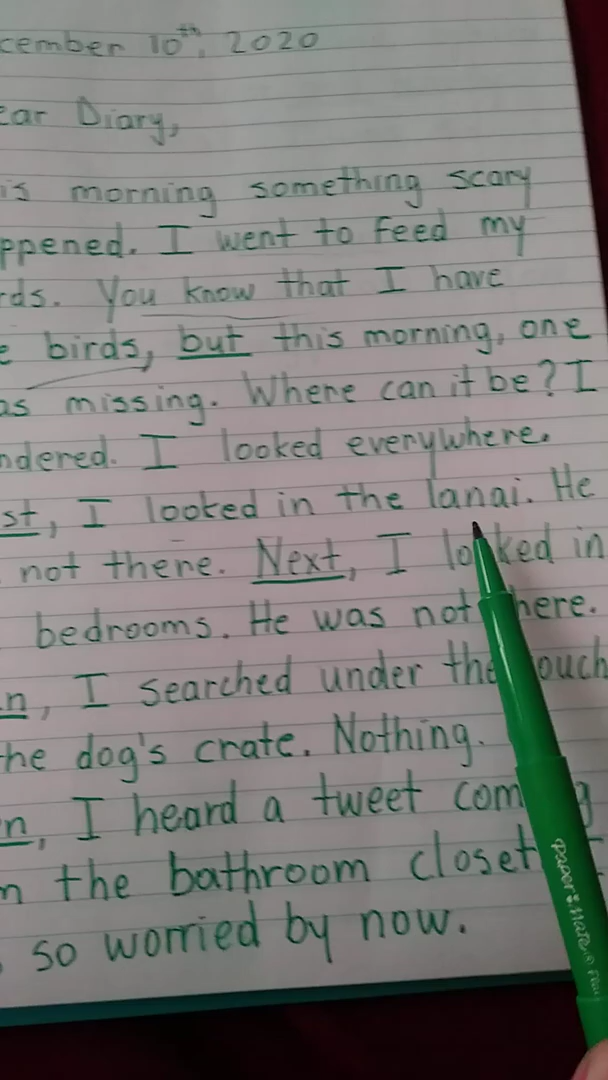 cember 10th, 2020
ear Diary,
is morning something scary
ppened. I went to feed my
rds. You know that I have
e birds, but this morning, one
as missing. Where can it be? I
ndered. I looked everywhere.
st, I looked in the lanai. He
not there. Next, I looked in
bedrooms. He was not here.
n, I searched under the couch
he dog's crate. Nothing.
n, I heard a tweet
m the bathroom closet
so worried by now.
paper:mate®